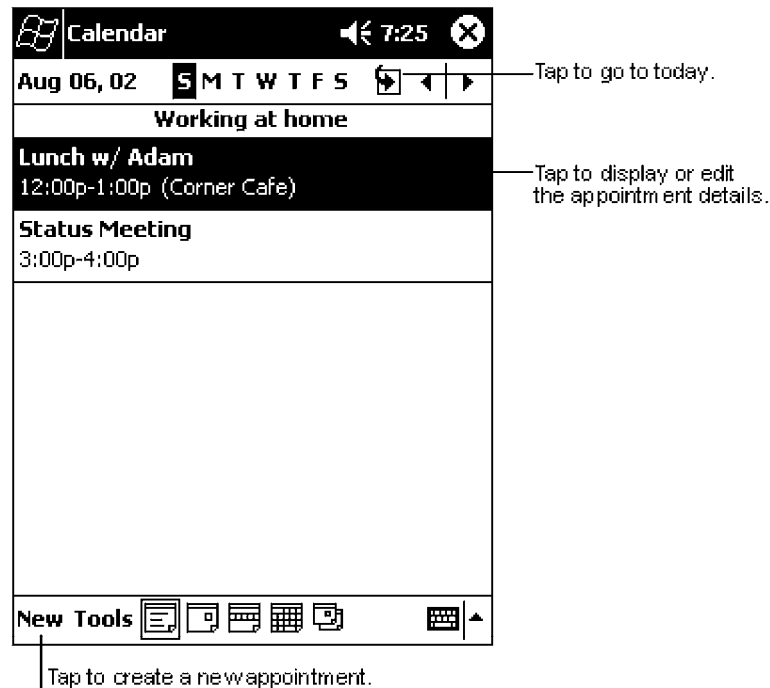 Calendar 7:25
Aug 06, 02 S M T W T F S
Tap to go to today.
Working at home
Lunch w/ Adam
12:00p-1:00p (Corner Cafe)
Tap to display or edit
the appointment details.
Status Meeting
3:00p-4:00p
New Tools
Tap to create a new appointment.